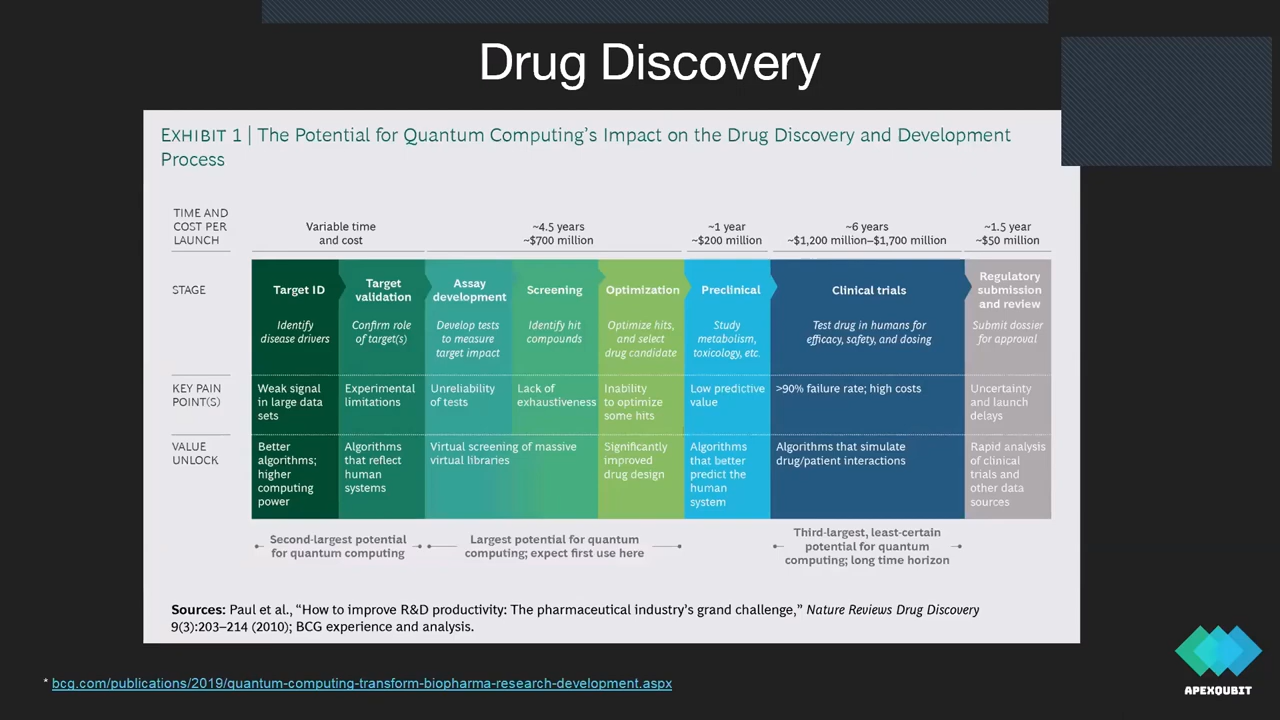 Drug Discovery
EXHIBIT 1 | The Potential for Quantum Computing's Impact on the Drug Discovery and Development
Process
TIME AND
COST PER
LAUNCH
Variable time
and cost
~4.5 years
~$700 million
~1 year
~$200 million
~6 years
~$1,200 million–$1,700 million
~1.5 year
~$50 million
STAGE
Target ID
Identify
disease drivers
Target
validation
Confirm role
of target(s)
Assay
development
Develop tests
to measure
target impact
Screening
Identify hit
compounds
Optimization
Optimize hits,
and select
drug candidate
Preclinical
Study
metabolism,
toxicology, etc.
Clinical trials
Test drug in humans for
efficacy, safety, and dosing
Regulatory
submission
and review
Submit dossier
for approval
KEY PAIN
POINT(S)
Weak signal
in large data
sets
Experimental
limitations
Unreliability
of tests
Lack of
exhaustiveness
Inability
to optimize
some hits
Low predictive
value
>90% failure rate; high costs
Uncertainty
and launch
delays
VALUE
UNLOCK
Better
algorithms;
higher
computing
power
Algorithms
that reflect
human
systems
Virtual screening of massive
virtual libraries
Significantly
improved
drug design
Algorithms
that better
predict the
human
system
Algorithms that simulate
drug/patient interactions
Rapid analysis
of clinical
trials and
other data
sources
Second-largest potential
for quantum computing
Largest potential for quantum
computing; expect first use here
Third-largest, least-certain
potential for quantum
computing; long time horizon
Sources: Paul et al., “How to improve R&D productivity: The pharmaceutical industry’s grand challenge,” Nature Reviews Drug Discovery
9(3):203–214 (2010); BCG experience and analysis.
* bcg.com/publications/2019/quantum-computing-transform-biopharma-research-development.aspx
APEXQUBIT